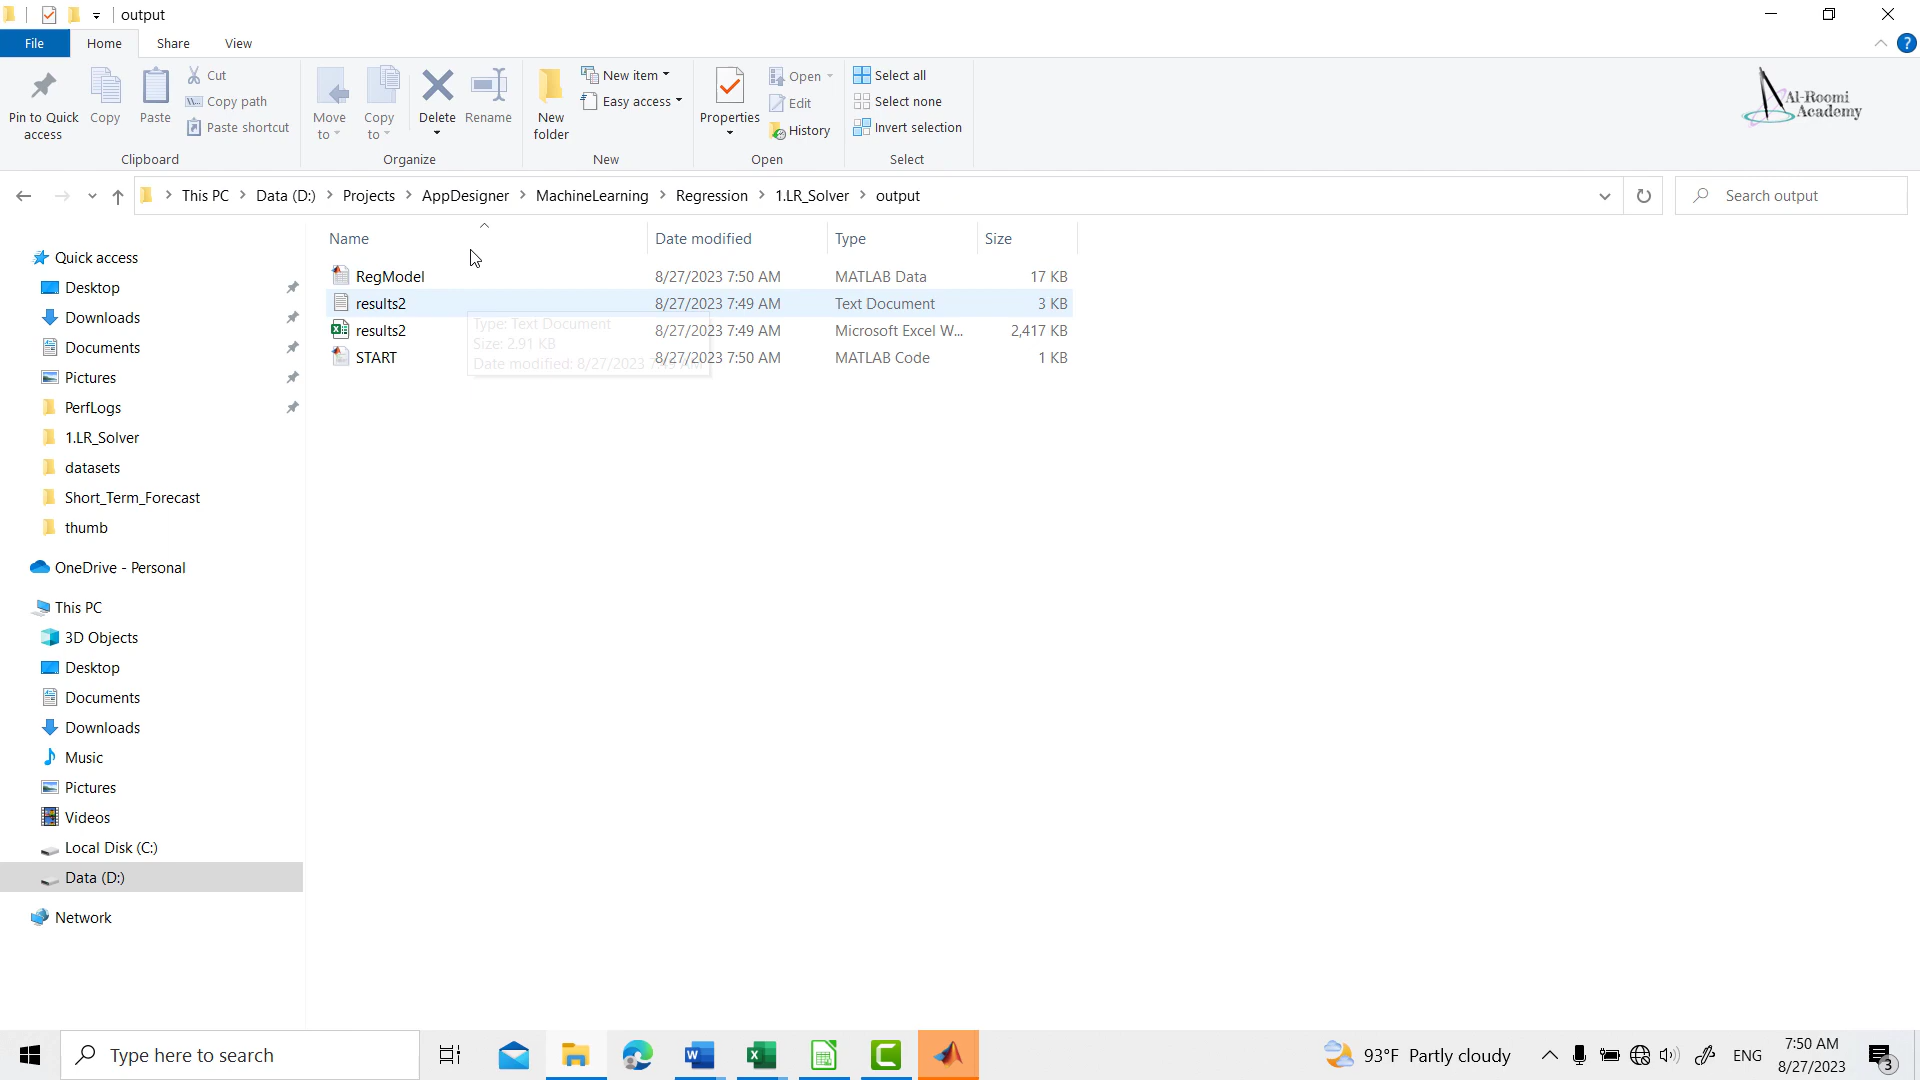 output
File Home Share View
Pin to Quick access
Copy
Paste
Cut
Copy path
Paste shortcut
Clipboard
Move to
Copy to
Delete
Rename
Organize
New folder
New item
Easy access
New
Properties
Open
Edit
History
Open
Select all
Select none
Invert selection
Select
Al-Roomi
Academy
This PC Data (D:) Projects AppDesigner MachineLearning Regression 1.LR_Solver output
Search output
Name Date modified Type Size
RegModel 8/27/2023 7:50 AM MATLAB Data 17 KB
results2 8/27/2023 7:49 AM Text Document 3 KB
results2 8/27/2023 7:49 AM Microsoft Excel W... 2,417 KB
START 8/27/2023 7:50 AM MATLAB Code 1 KB
Type: Text Document
Size: 2.91 KB
Date modified: 8/27/2023 7:49 AM
Quick access
Desktop
Downloads
Documents
Pictures
PerfLogs
1.LR_Solver
datasets
Short_Term_Forecast
thumb
OneDrive - Personal
This PC
3D Objects
Desktop
Documents
Downloads
Music
Pictures
Videos
Local Disk (C:)
Data (D:)
Network
Type here to search
93°F Partly cloudy
ENG
7:50 AM
8/27/2023
3